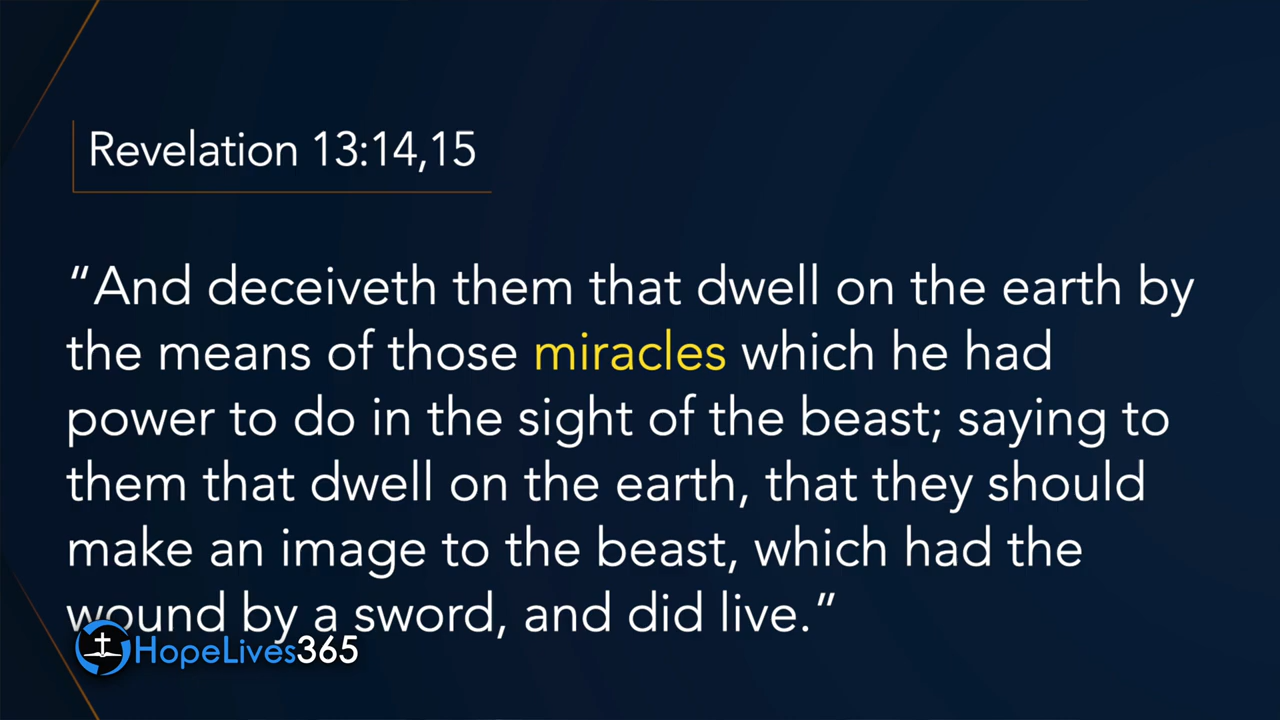 Revelation 13:14,15
“And deceiveth them that dwell on the earth by
the means of those miracles which he had
power to do in the sight of the beast; saying to
them that dwell on the earth, that they should
make an image to the beast, which had the
wound by a sword, and did live.”
HopeLives365